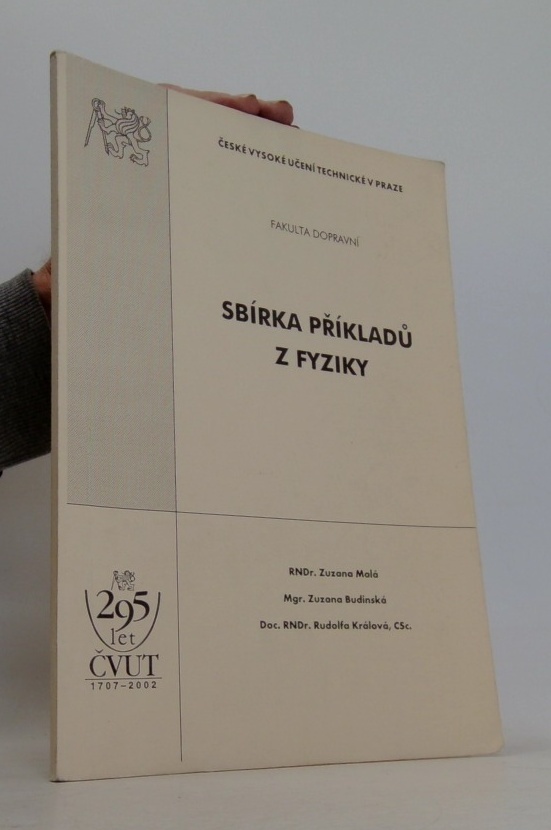 ČESKÉ VYSOKÉ UČENÍ TECHNICKÉ V PRAZE
FAKULTA DOPRAVNÍ
SBÍRKA PŘÍKLADŮ
Z FYZIKY
RNDr. Zuzana Malá
Mgr. Zuzana Budinská
Doc. RNDr. Rudolfa Králová, CSc.
295
let
ČVUT
1707–2002